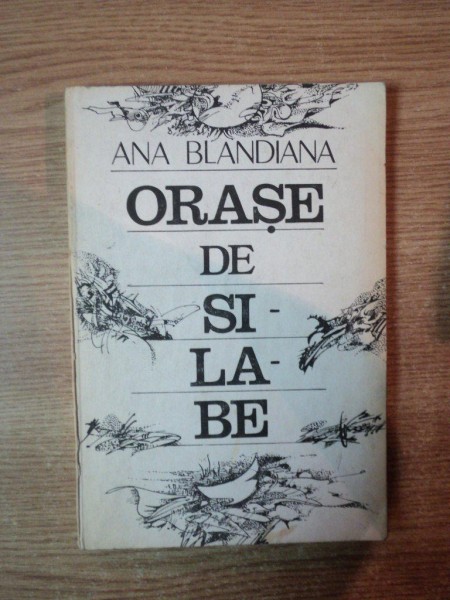 ANA BLANDIANA
ORAȘE
DE
SI-
LA-
BE